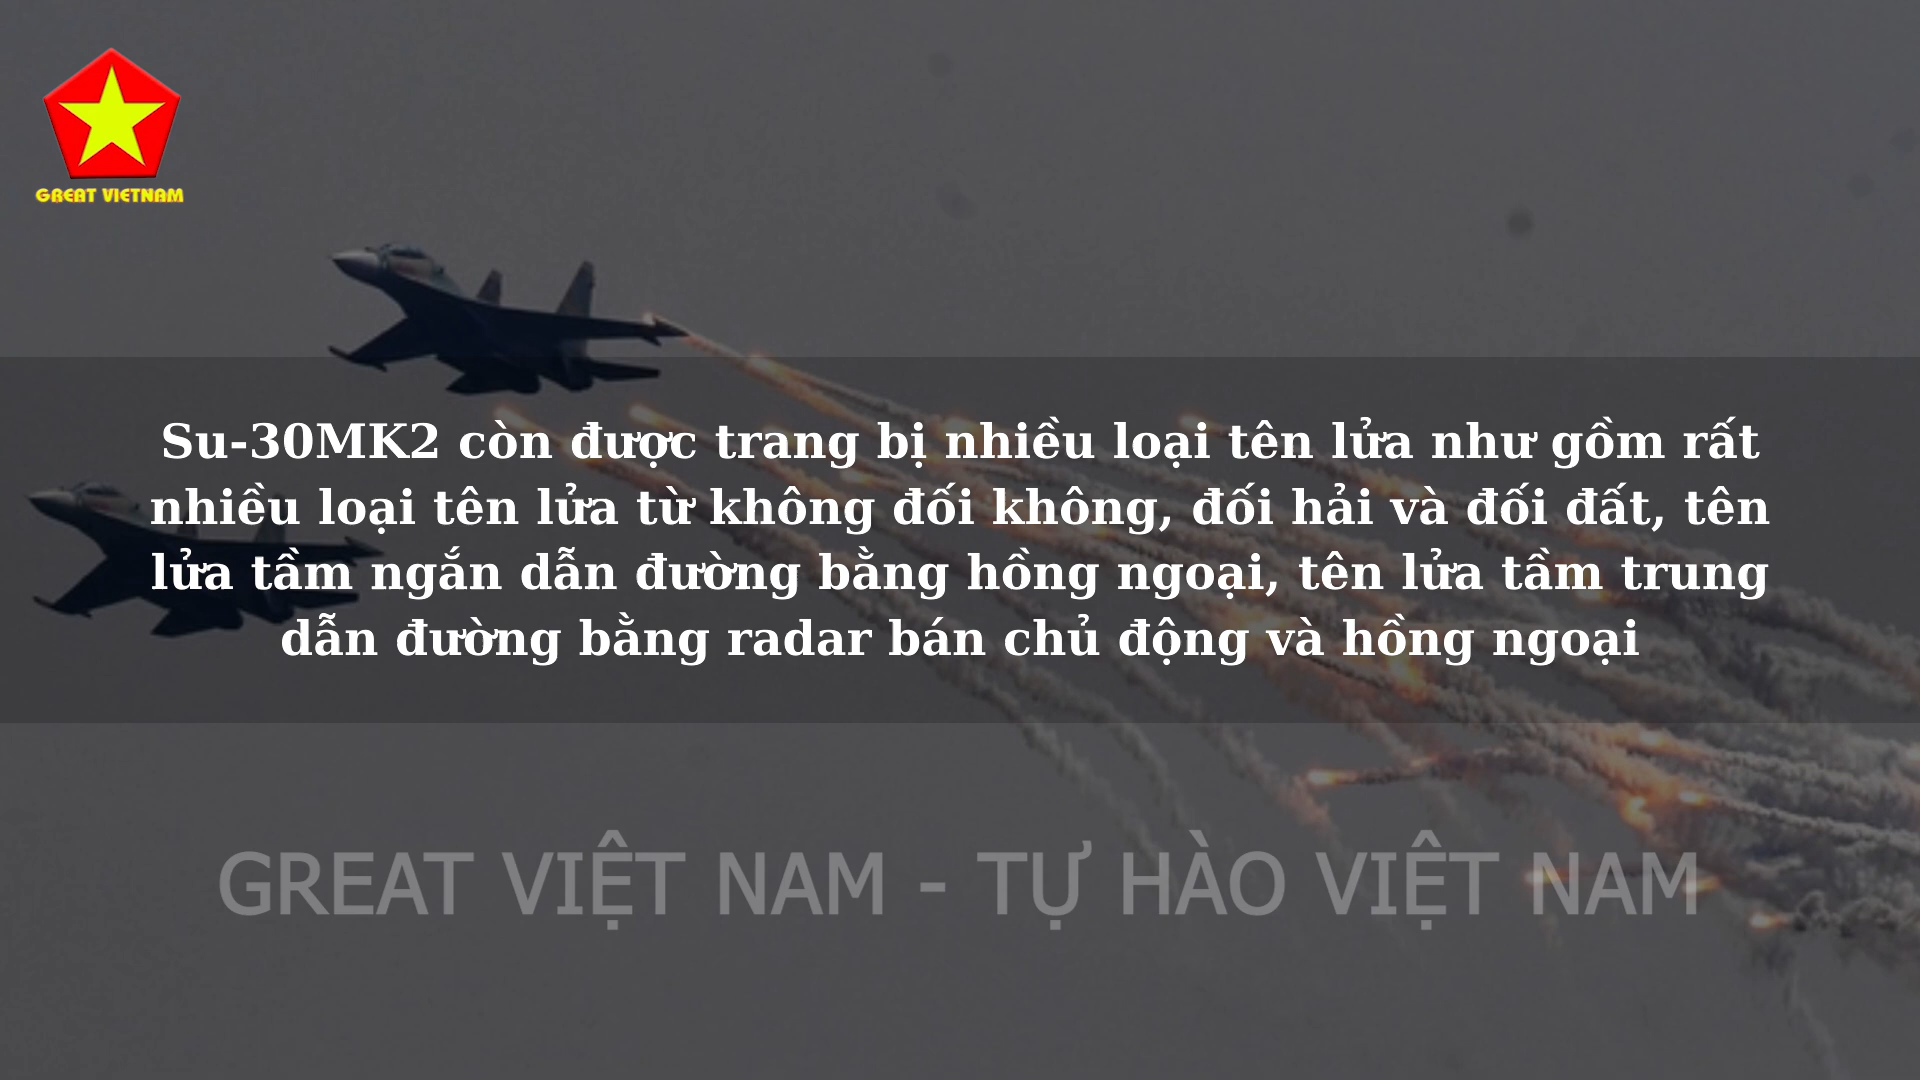 GREAT VIETNAM
Su-30MK2 còn được trang bị nhiều loại tên lửa như gồm rất
nhiều loại tên lửa từ không đối không, đối hải và đối đất, tên
lửa tầm ngắn dẫn đường bằng hồng ngoại, tên lửa tầm trung
dẫn đường bằng radar bán chủ động và hồng ngoại
GREAT VIỆT NAM - TỰ HÀO VIỆT NAM